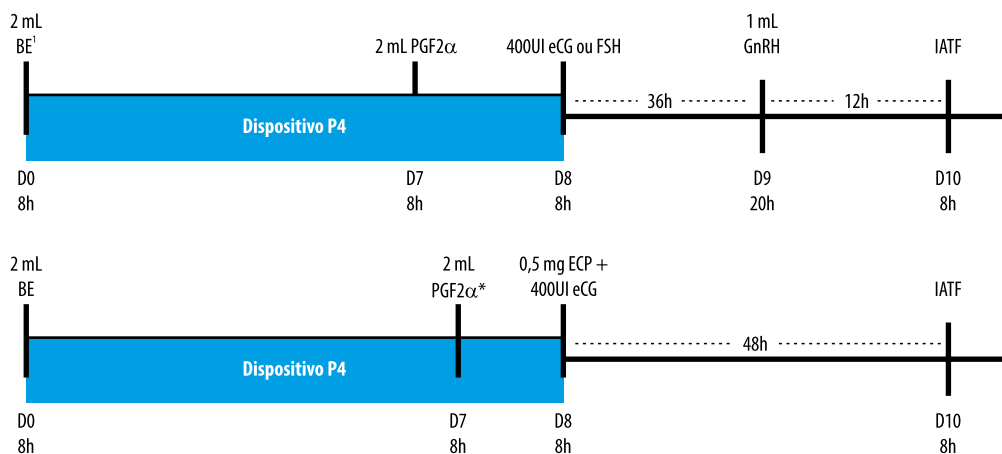 2 mL
BE¹
2 mL PGF2α
400UI eCG ou FSH
1 mL
GnRH
IATF
36h
12h
Dispositivo P4
D0
8h
D7
8h
D8
8h
D9
20h
D10
8h
2 mL
BE
2 mL
PGF2α*
0,5 mg ECP +
400UI eCG
IATF
48h
Dispositivo P4
D0
8h
D7
8h
D8
8h
D10
8h